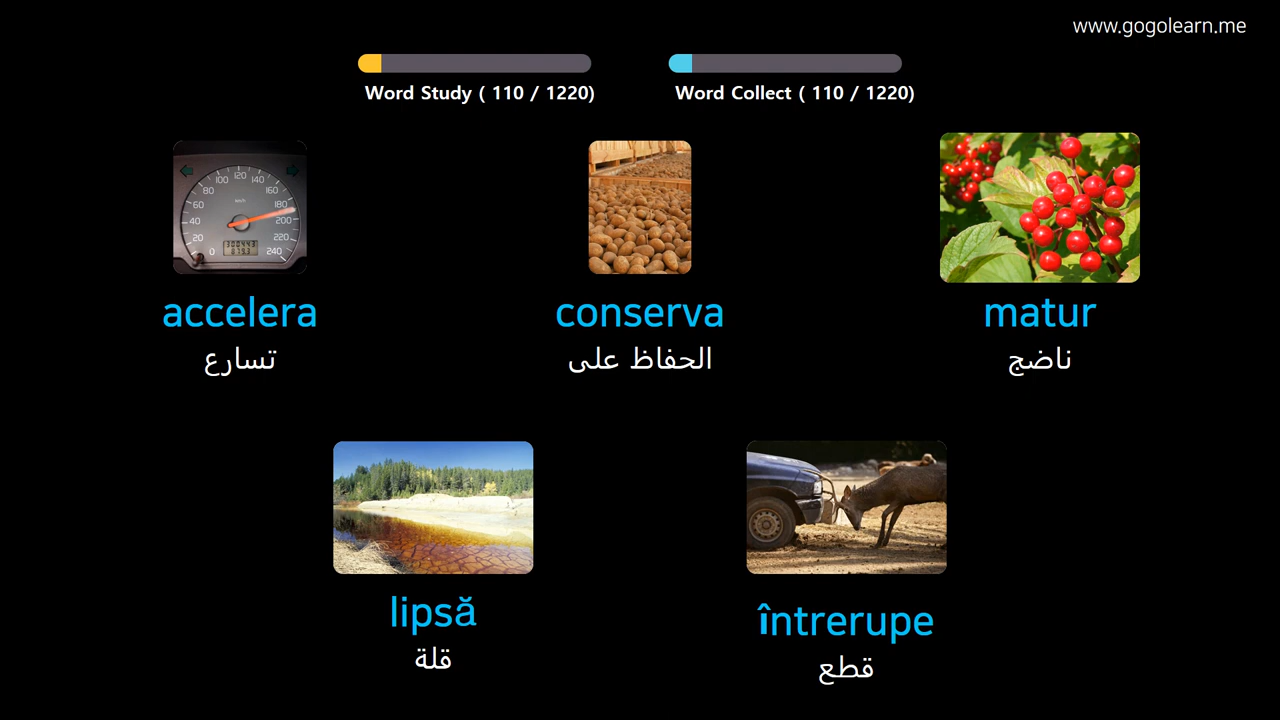 www.gogolearn.me
Word Study ( 110 / 1220)
Word Collect ( 110 / 1220)
accelera
تسارع
conserva
الحفاظ على
matur
ناضج
lipsă
قلة
întrerupe
قطع